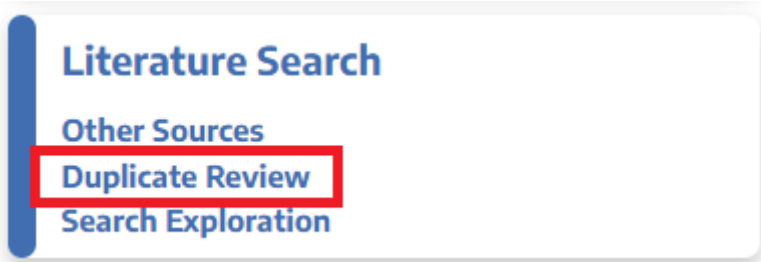 Literature Search
Other Sources
Duplicate Review
Search Exploration